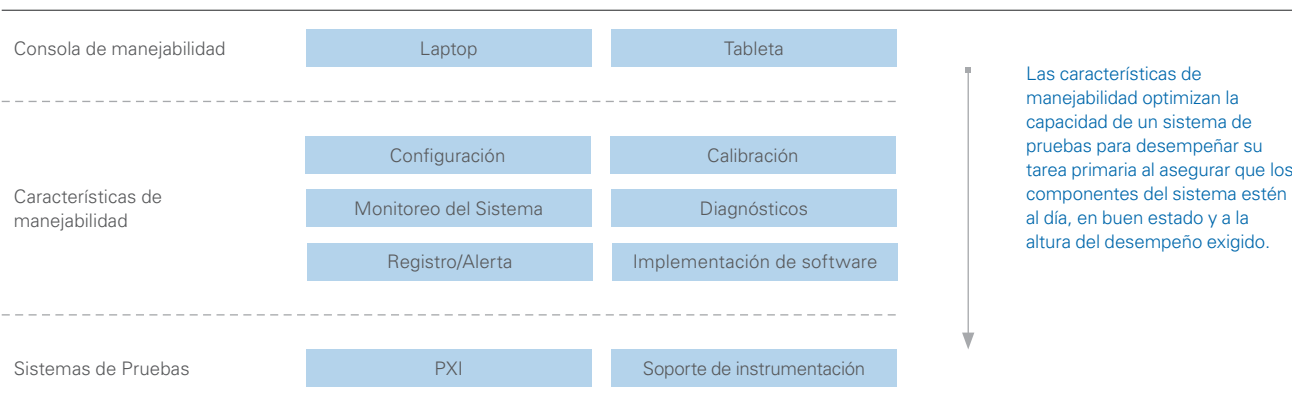 Consola de manejabilidad
Laptop
Tableta
Características de
manejabilidad
Configuración
Calibración
Monitoreo del Sistema
Diagnósticos
Registro/Alerta
Implementación de software
Sistemas de Pruebas
PXI
Soporte de instrumentación
Las características de
manejabilidad optimizan la
capacidad de un sistema de
pruebas para desempeñar su
tarea primaria al asegurar que los
componentes del sistema estén
al día, en buen estado y a la
altura del desempeño exigido.